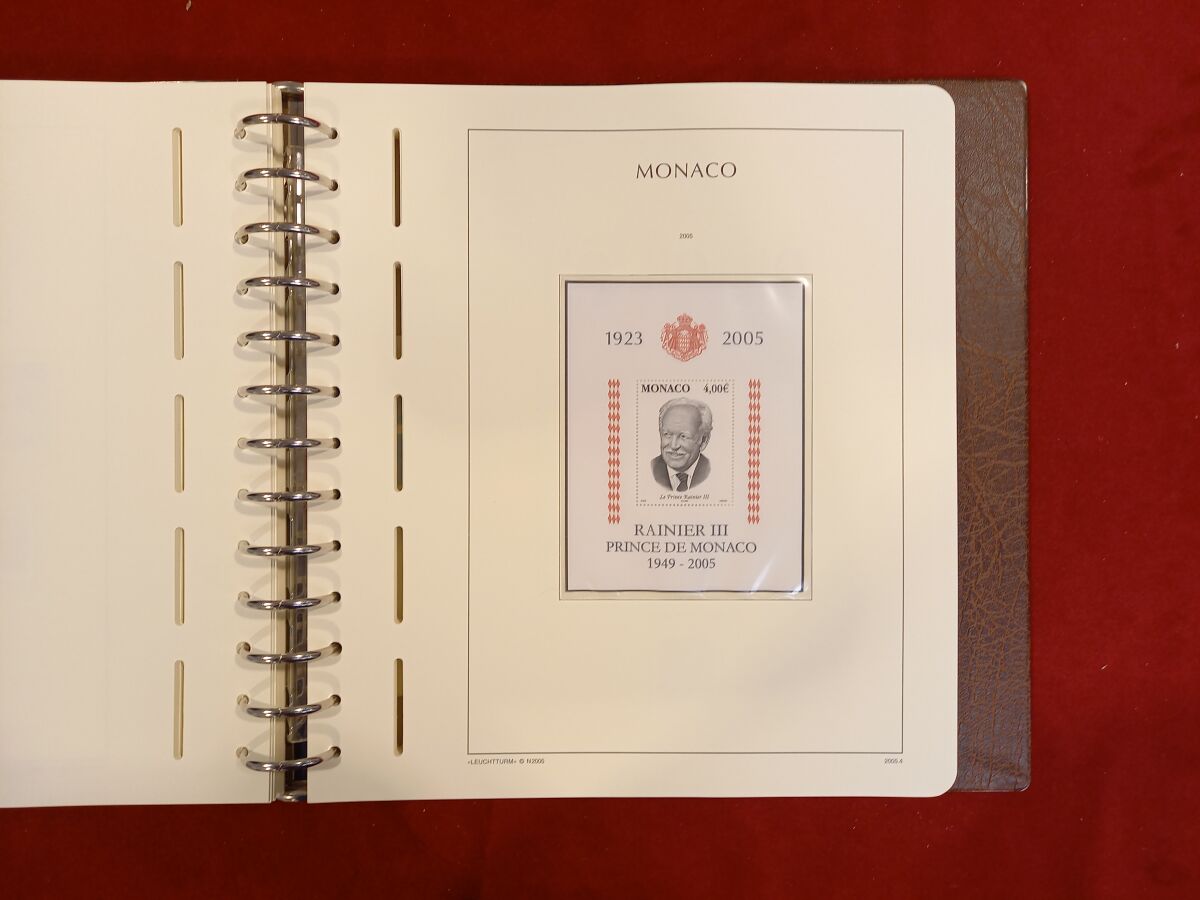 MONACO
2005
1923 2005
MONACO 4,00€
Le Prince Rainier III
RAINIER III
PRINCE DE MONACO
1949 - 2005
»LEUCHTTURM« © N2005 2005.4